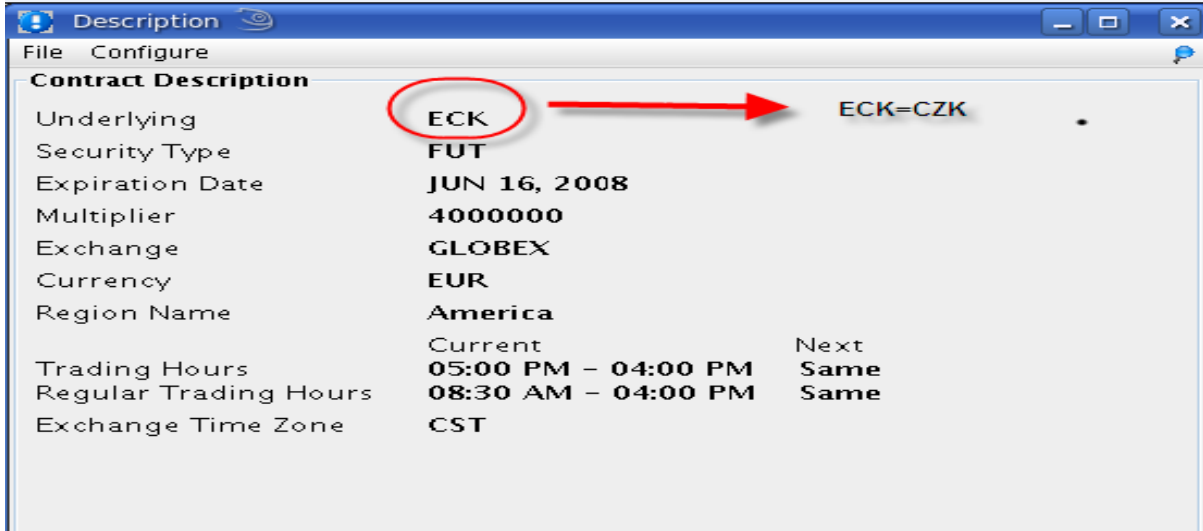 Description
File Configure
Contract Description
Underlying ECK ECK=CZK
Security Type FUT
Expiration Date JUN 16, 2008
Multiplier 4000000
Exchange GLOBEX
Currency EUR
Region Name America
Current Next
Trading Hours 05:00 PM – 04:00 PM Same
Regular Trading Hours 08:30 AM – 04:00 PM Same
Exchange Time Zone CST